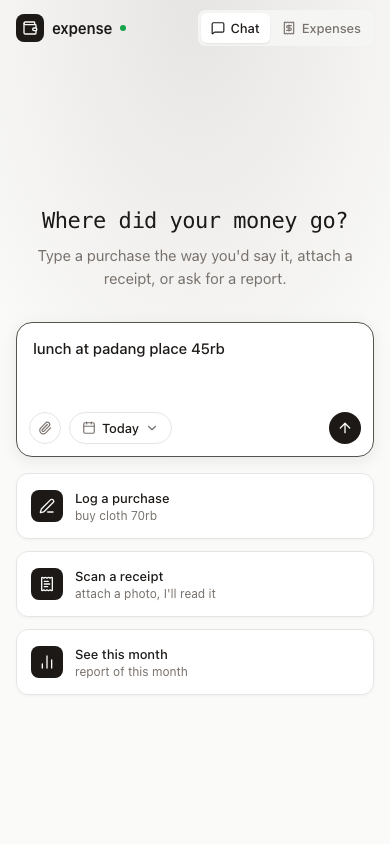 expense
Chat
Expenses
Where did your money go?
Type a purchase the way you'd say it, attach a
receipt, or ask for a report.
lunch at padang place 45rb
Today
Log a purchase
buy cloth 70rb
Scan a receipt
attach a photo, I'll read it
See this month
report of this month